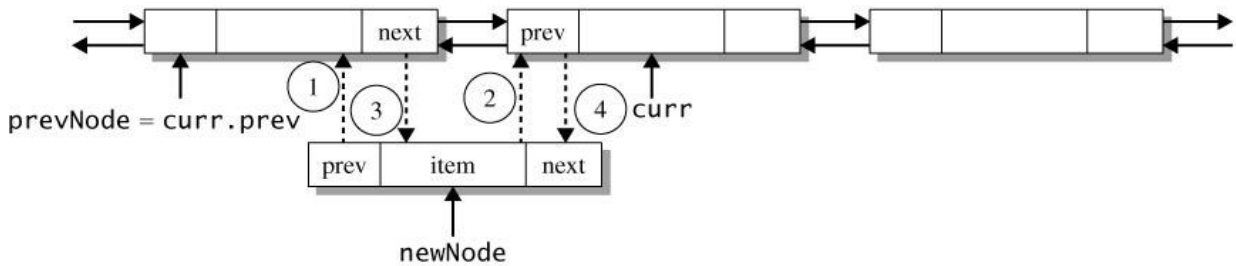 next prev
1 3 2 4
prevNode = curr.prev curr
prev item next
newNode